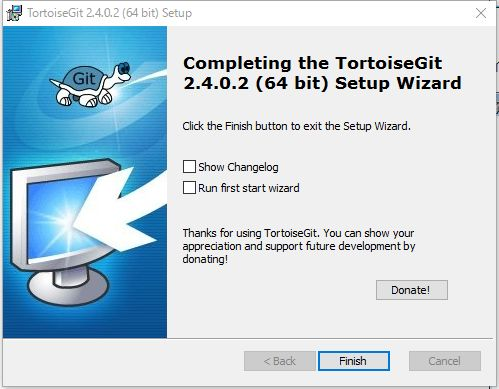 TortoiseGit 2.4.0.2 (64 bit) Setup
Git
Completing the TortoiseGit
2.4.0.2 (64 bit) Setup Wizard
Click the Finish button to exit the Setup Wizard.
Show Changelog
Run first start wizard
Thanks for using TortoiseGit. You can show your
appreciation and support future development by
donating!
Donate!
< Back
Finish
Cancel